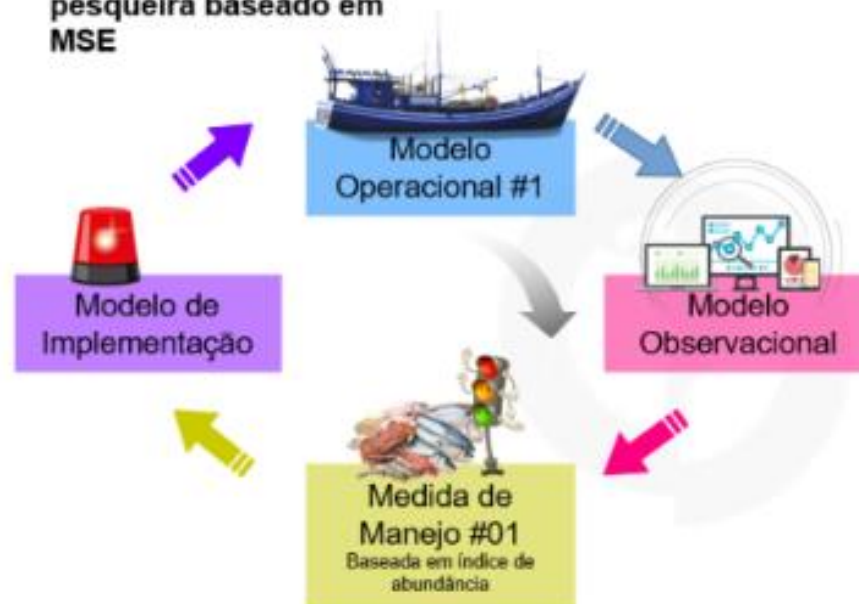 pesqueira baseado em
MSE
Modelo
Operacional #1
Modelo de
Implementação
Modelo
Observacional
Medida de
Manejo #01
Baseada em índice de
abundância